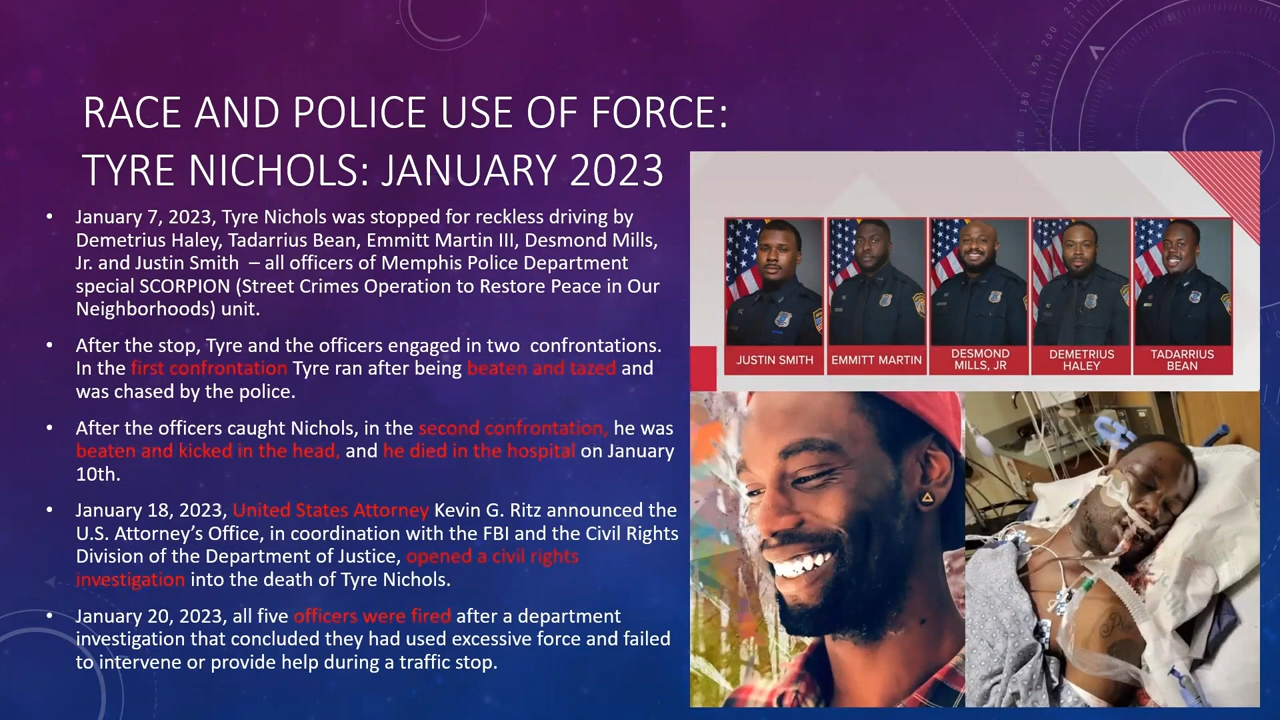 RACE AND POLICE USE OF FORCE:
TYRE NICHOLS: JANUARY 2023
• January 7, 2023, Tyre Nichols was stopped for reckless driving by
Demetrius Haley, Tadarrius Bean, Emmitt Martin III, Desmond Mills,
Jr. and Justin Smith – all officers of Memphis Police Department
special SCORPION (Street Crimes Operation to Restore Peace in Our
Neighborhoods) unit.
• After the stop, Tyre and the officers engaged in two confrontations.
In the first confrontation Tyre ran after being beaten and tazed and
was chased by the police.
• After the officers caught Nichols, in the second confrontation, he was
beaten and kicked in the head, and he died in the hospital on January
10th.
• January 18, 2023, United States Attorney Kevin G. Ritz announced the
U.S. Attorney’s Office, in coordination with the FBI and the Civil Rights
Division of the Department of Justice, opened a civil rights
investigation into the death of Tyre Nichols.
• January 20, 2023, all five officers were fired after a department
investigation that concluded they had used excessive force and failed
to intervene or provide help during a traffic stop.
JUSTIN SMITH
EMMITT MARTIN
DESMOND
MILLS, JR
DEMETRIUS
HALEY
TADARRIUS
BEAN